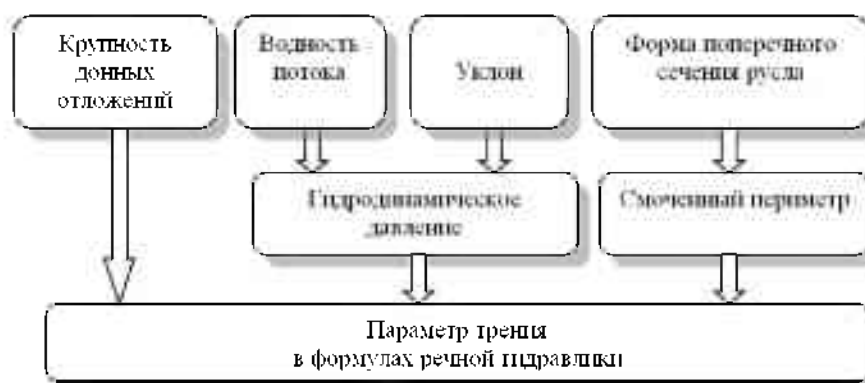 Крупность
донных
отложений
Водность
потока
Уклон
Форма поперечного
сечения русла
Гидродинамическое
давление
Смоченный периметр
Параметр трения
в формулах речной гидравлики